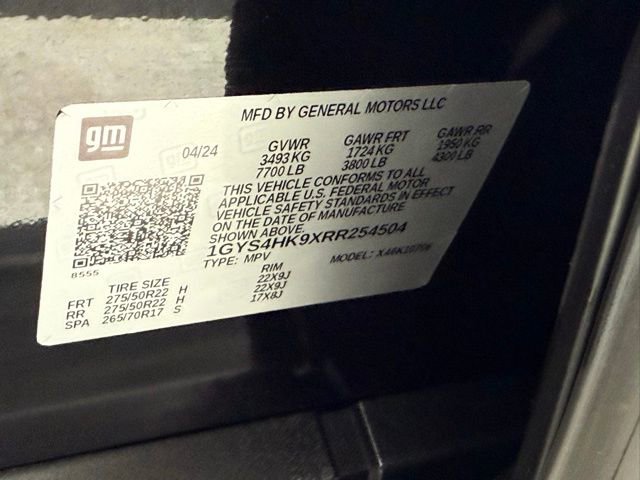 MFD BY GENERAL MOTORS LLC
gm
04/24
GVWR GAWR FRT GAWR RR
3493 KG 1724 KG 1950 KG
7700 LB 3800 LB 4300 LB
THIS VEHICLE CONFORMS TO ALL
APPLICABLE U.S. FEDERAL MOTOR
VEHICLE SAFETY STANDARDS IN EFFECT
ON THE DATE OF MANUFACTURE
SHOWN ABOVE.
1GYS4HK9XRR254504
8555
TYPE: MPV MODEL:
TIRE SIZE RIM
FRT 275/50R22 H 22X9J
RR 275/50R22 H 22X9J
SPA 265/70R17 S 17X8J